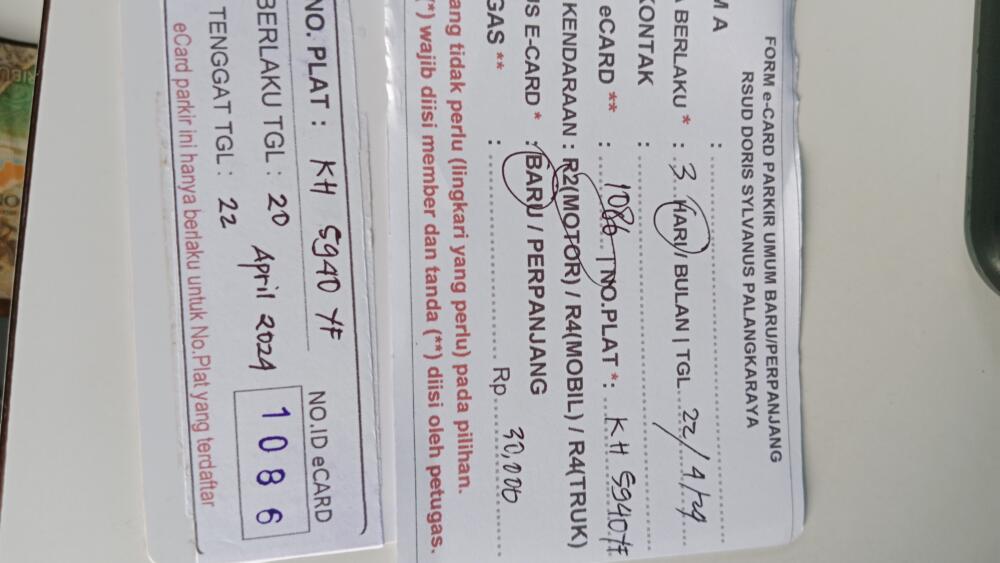 FORM e-CARD PARKIR UMUM BARU/PERPANJANG
RSUD DORIS SYLVANUS PALANGKARAYA
M A :
A BERLAKU * : 3 HARI / BULAN | TGL 22/4/24
KONTAK :
eCARD ** : 1086 NO.PLAT *: KH 5940 YF
KENDARAAN : R2(MOTOR) / R4(MOBIL) / R4(TRUK)
US E-CARD * : BARU / PERPANJANG
GAS ** : Rp 30,000
ang tidak perlu (lingkari yang perlu) pada pilihan.
(*) wajib diisi member dan tanda (**) diisi oleh petugas.
NO. PLAT : KH 5940 YF NO.ID eCARD
BERLAKU TGL : 20 April 2024 1086
TENGGAT TGL : 22
eCard parkir ini hanya berlaku untuk No.Plat yang terdaftar